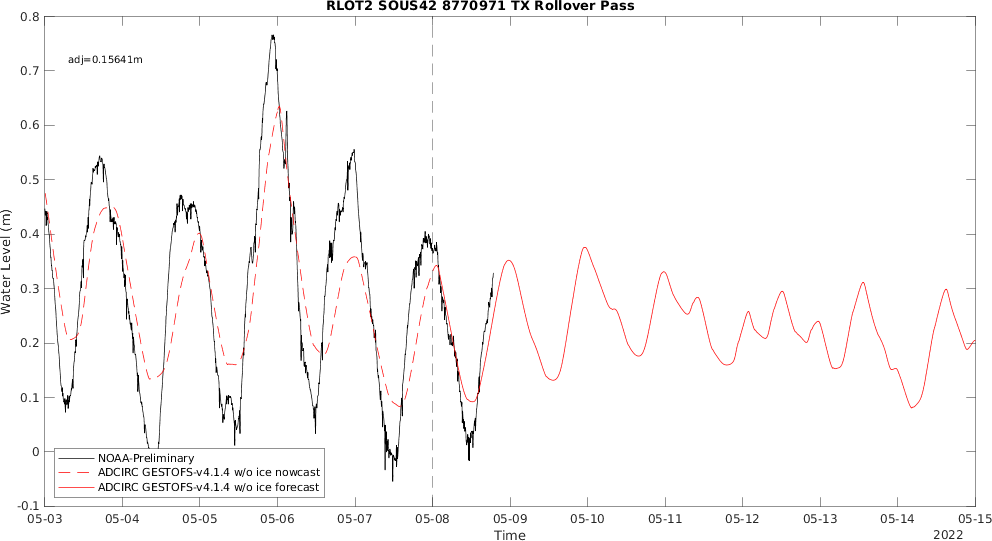 RLOT2 SOUS42 8770971 TX Rollover Pass
adj=0.15641m
0.8
0.7
0.6
0.5
0.4
0.3
0.2
0.1
0
-0.1
Water Level (m)
NOAA-Preliminary
ADCIRC GESTOFS-v4.1.4 w/o ice nowcast
ADCIRC GESTOFS-v4.1.4 w/o ice forecast
05-03 05-04 05-05 05-06 05-07 05-08 05-09 05-10 05-11 05-12 05-13 05-14 05-15
Time
2022